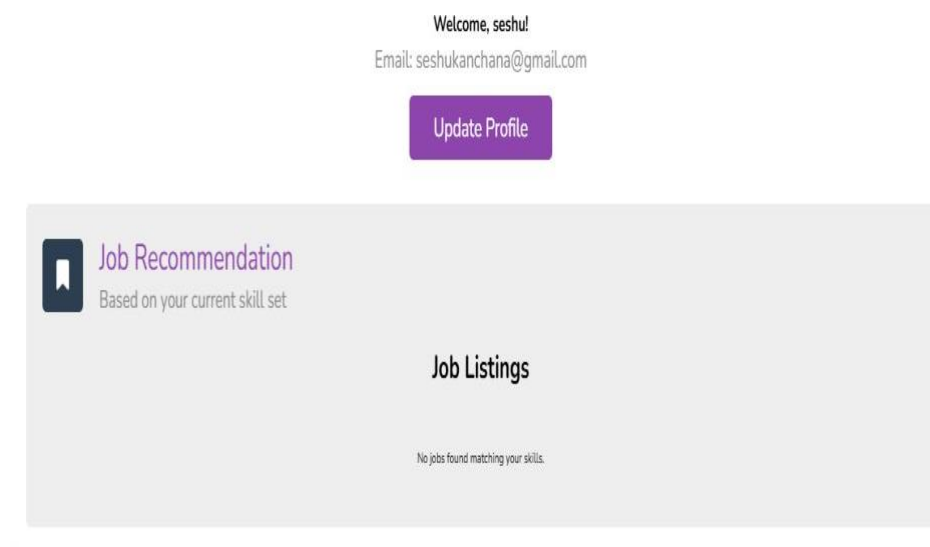 Welcome, seshu!
Email: seshukanchana@gmail.com
Update Profile
Job Recommendation
Based on your current skill set
Job Listings
No jobs found matching your skills.